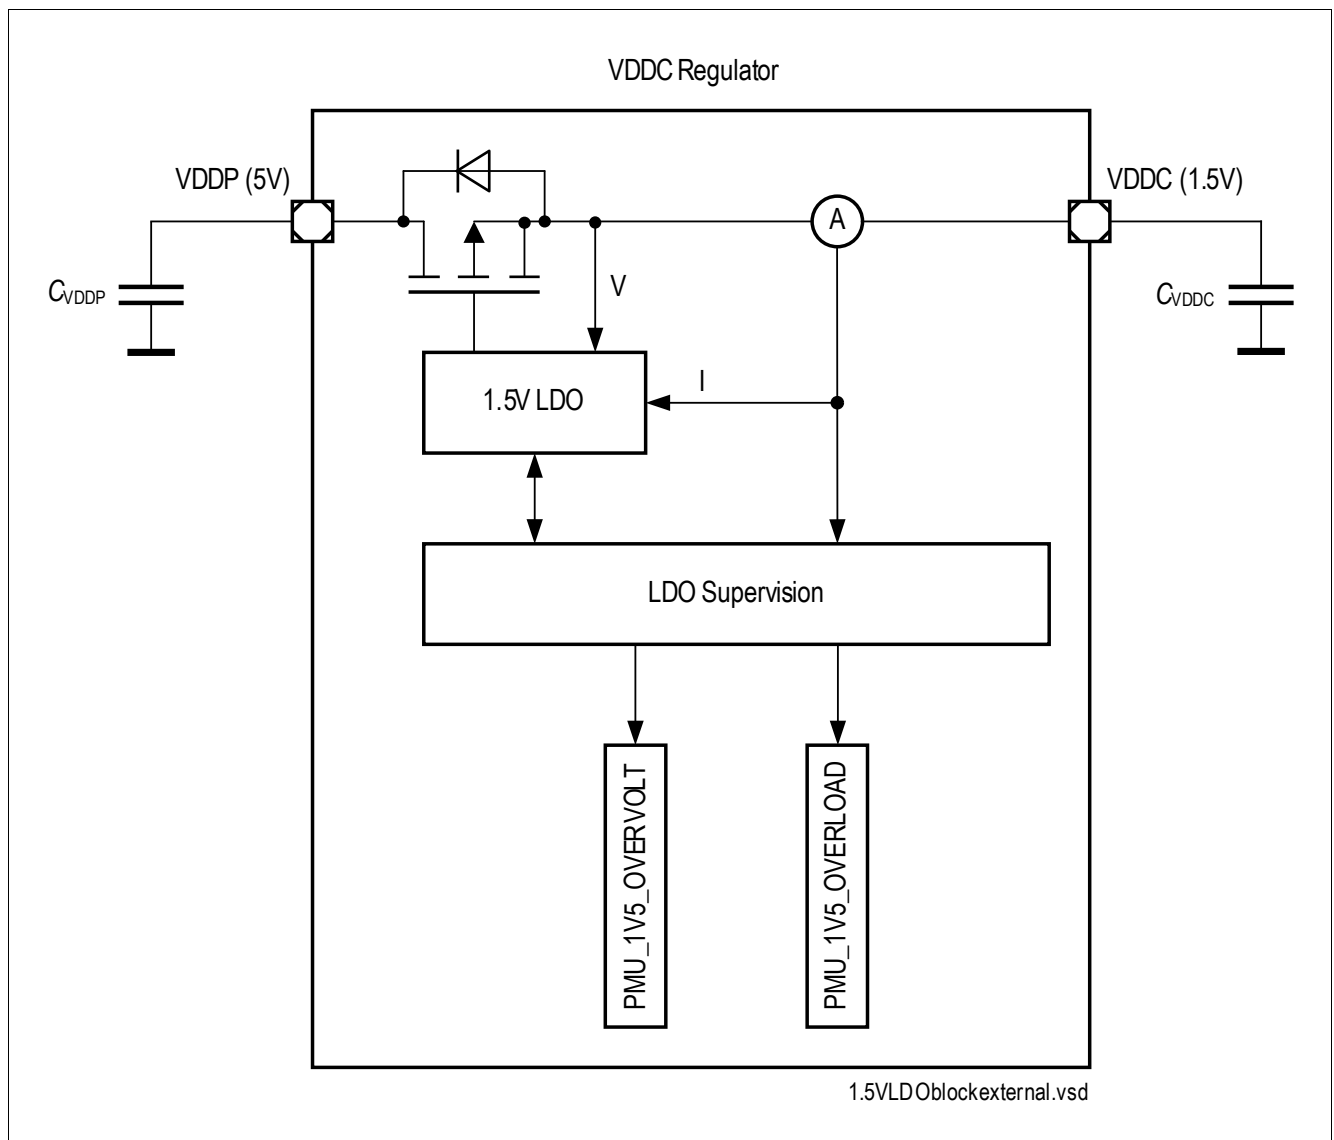 VDDC Regulator
VDDP (5V)
VDDC (1.5V)
A
V
CVDDP
CVDDC
I
1.5V LDO
LDO Supervision
PMU_1V5_OVERVOLT
PMU_1V5_OVERLOAD
1.5VLDOblockexternal.vsd